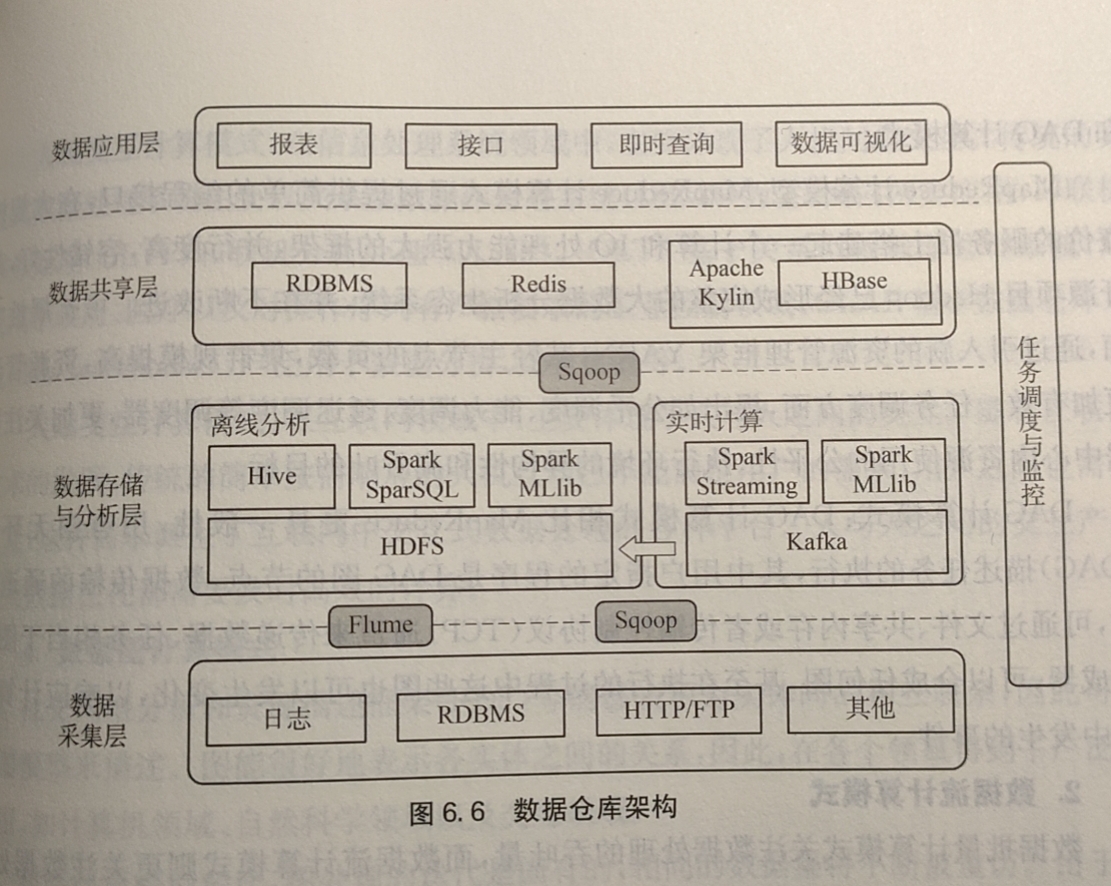 数据应用层
报表
接口
即时查询
数据可视化
数据共享层
RDBMS
Redis
Apache
Kylin
HBase
Sqoop
离线分析
实时计算
数据存储
与分析层
Hive
Spark
SparSQL
Spark
MLlib
Spark
Streaming
Spark
MLlib
HDFS
Kafka
Flume
Sqoop
数据
采集层
日志
RDBMS
HTTP/FTP
其他
任务调度与监控
图 6.6 数据仓库架构